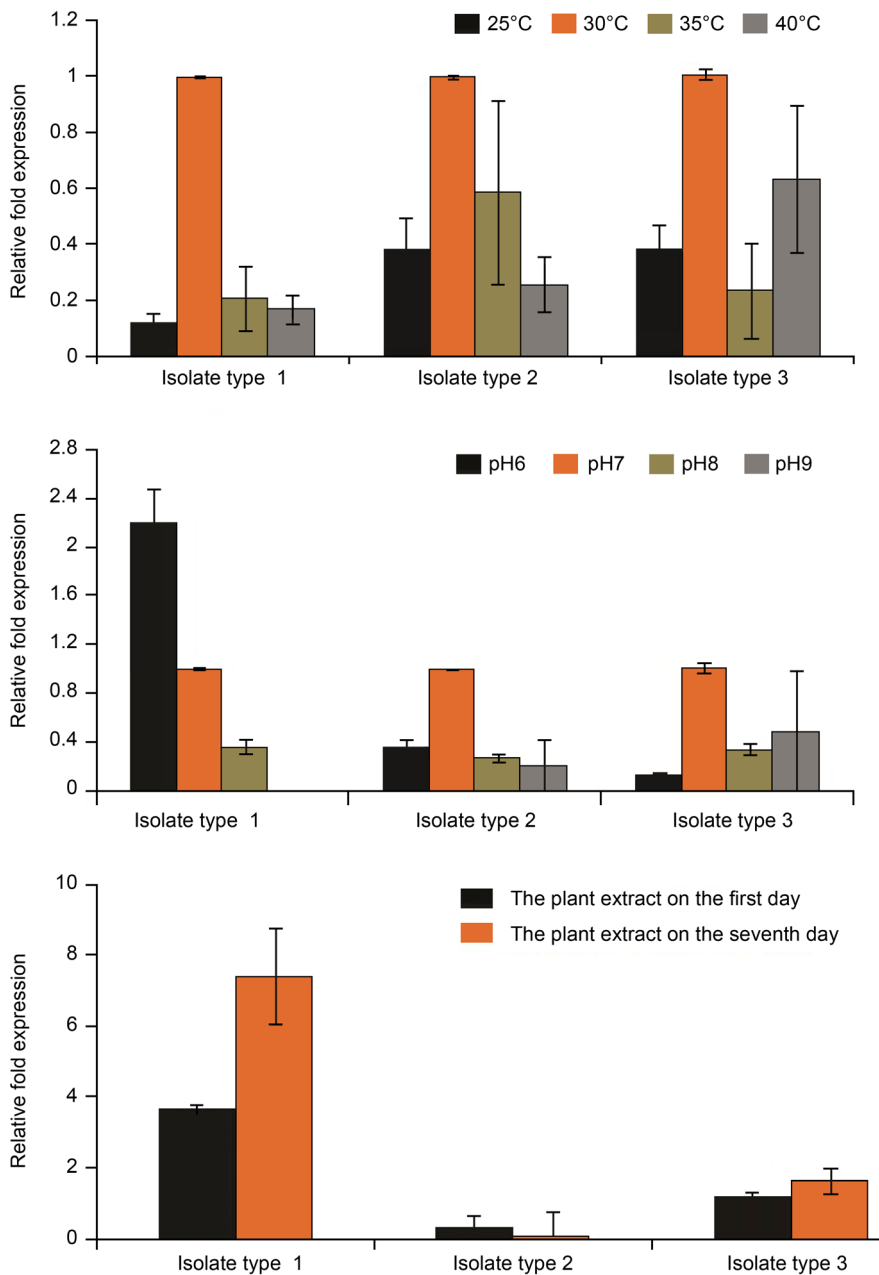 25°C 30°C 35°C 40°C
Relative fold expression
1.2
1
0.8
0.6
0.4
0.2
0
Isolate type 1 Isolate type 2 Isolate type 3
pH6 pH7 pH8 pH9
Relative fold expression
2.8
2.4
2
1.6
1.2
0.8
0.4
0
Isolate type 1 Isolate type 2 Isolate type 3
The plant extract on the first day
The plant extract on the seventh day
Relative fold expression
10
8
6
4
2
0
Isolate type 1 Isolate type 2 Isolate type 3